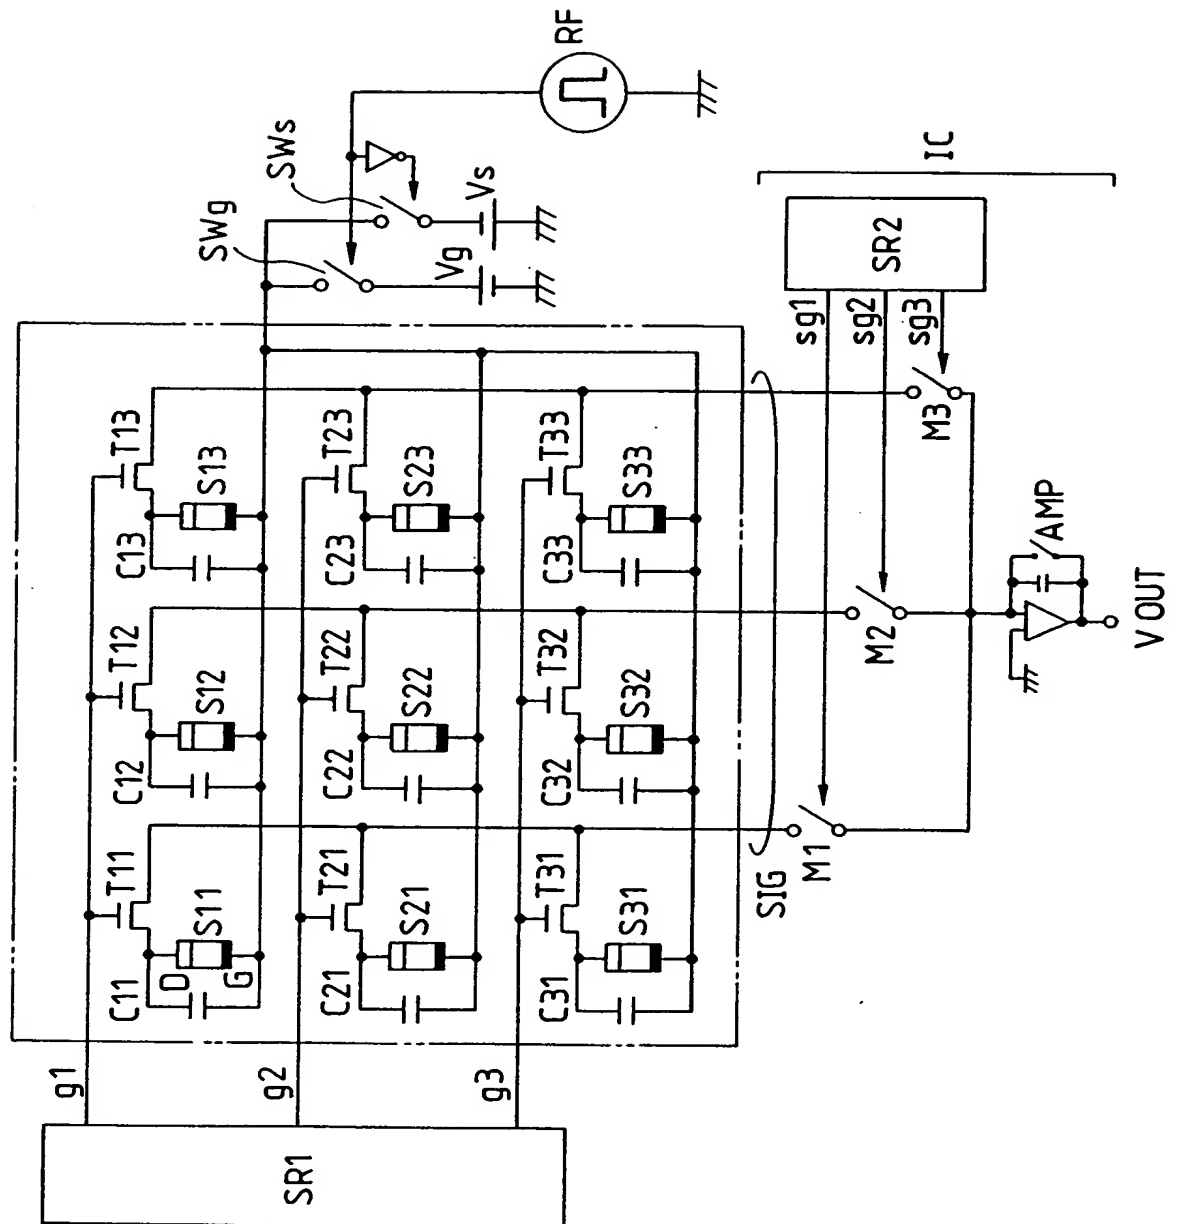 RF
SWs
SWg
Vs
Vg
IC
SR2
sg1
sg2
sg3
T13
S13
C13
T12
S12
C12
T11
S11
C11
D
G
T23
S23
C23
T22
S22
C22
T21
S21
C21
T33
S33
C33
T32
S32
C32
T31
S31
C31
g1
g2
g3
SR1
SIG
M1
M2
M3
AMP
V OUT